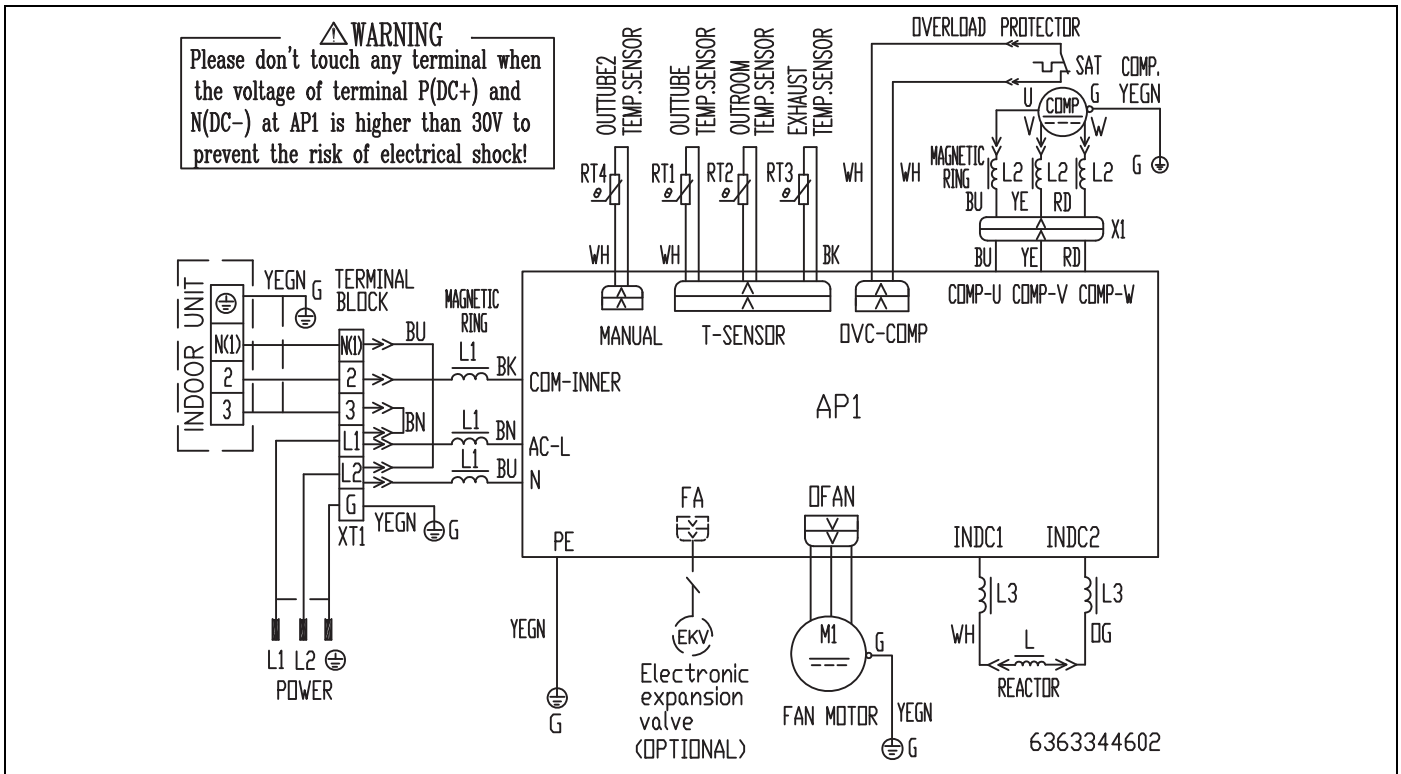 WARNING
Please don't touch any terminal when
the voltage of terminal P(DC+) and
N(DC-) at AP1 is higher than 30V to
prevent the risk of electrical shock!
OUTTUBE2
TEMP.SENSOR
OUTTUBE
TEMP.SENSOR
OUTROOM
TEMP.SENSOR
EXHAUST
TEMP.SENSOR
RT4
θ
RT1
θ
RT2
θ
RT3
θ
WH
WH
BK
WH
WH
OVERLOAD PROTECTOR
SAT
COMP.
YEGN
U
V
W
G
COMP
G
MAGNETIC
RING
L2
L2
L2
BU
YE
RD
X1
BU
YE
RD
COMP-U
COMP-V
COMP-W
MANUAL
T-SENSOR
OVC-COMP
INDOOR UNIT
N(1)
2
3
YEGN
G
TERMINAL
BLOCK
N(1)
2
3
L1
L2
G
XT1
BU
BN
YEGN
G
MAGNETIC
RING
L1
BK
COM-INNER
L1
BN
AC-L
L1
BU
N
AP1
L1
L2
POWER
PE
YEGN
G
FA
EKV
Electronic
expansion
valve
(OPTIONAL)
OFAN
M1
G
FAN MOTOR
YEGN
G
INDC1
INDC2
L3
L3
WH
OG
L
REACTOR
6363344602